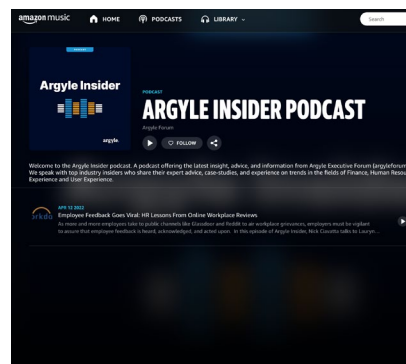 amazon music HOME PODCASTS LIBRARY Search
Argyle Insider
argyle.
PODCAST
ARGYLE INSIDER PODCAST
Argyle Forum
FOLLOW
Welcome to the Argyle Insider podcast. A podcast offering the latest insight, advice, and information from Argyle Executive Forum (argyleforum
We speak with top industry insiders who share their expert advice, case-studies, and experience on trends in the fields of Finance, Human Resou
Experience and User Experience.
APR 12 2022
Employee Feedback Goes Viral: HR Lessons From Online Workplace Reviews
As more and more employees take to public channels like Glassdoor and Reddit to air workplace grievances, employers must be vigilant
to assure that employee feedback is heard, acknowledged, and acted upon. In this episode of Argyle Insider, Nick Ciavatta talks to Lauryn ...